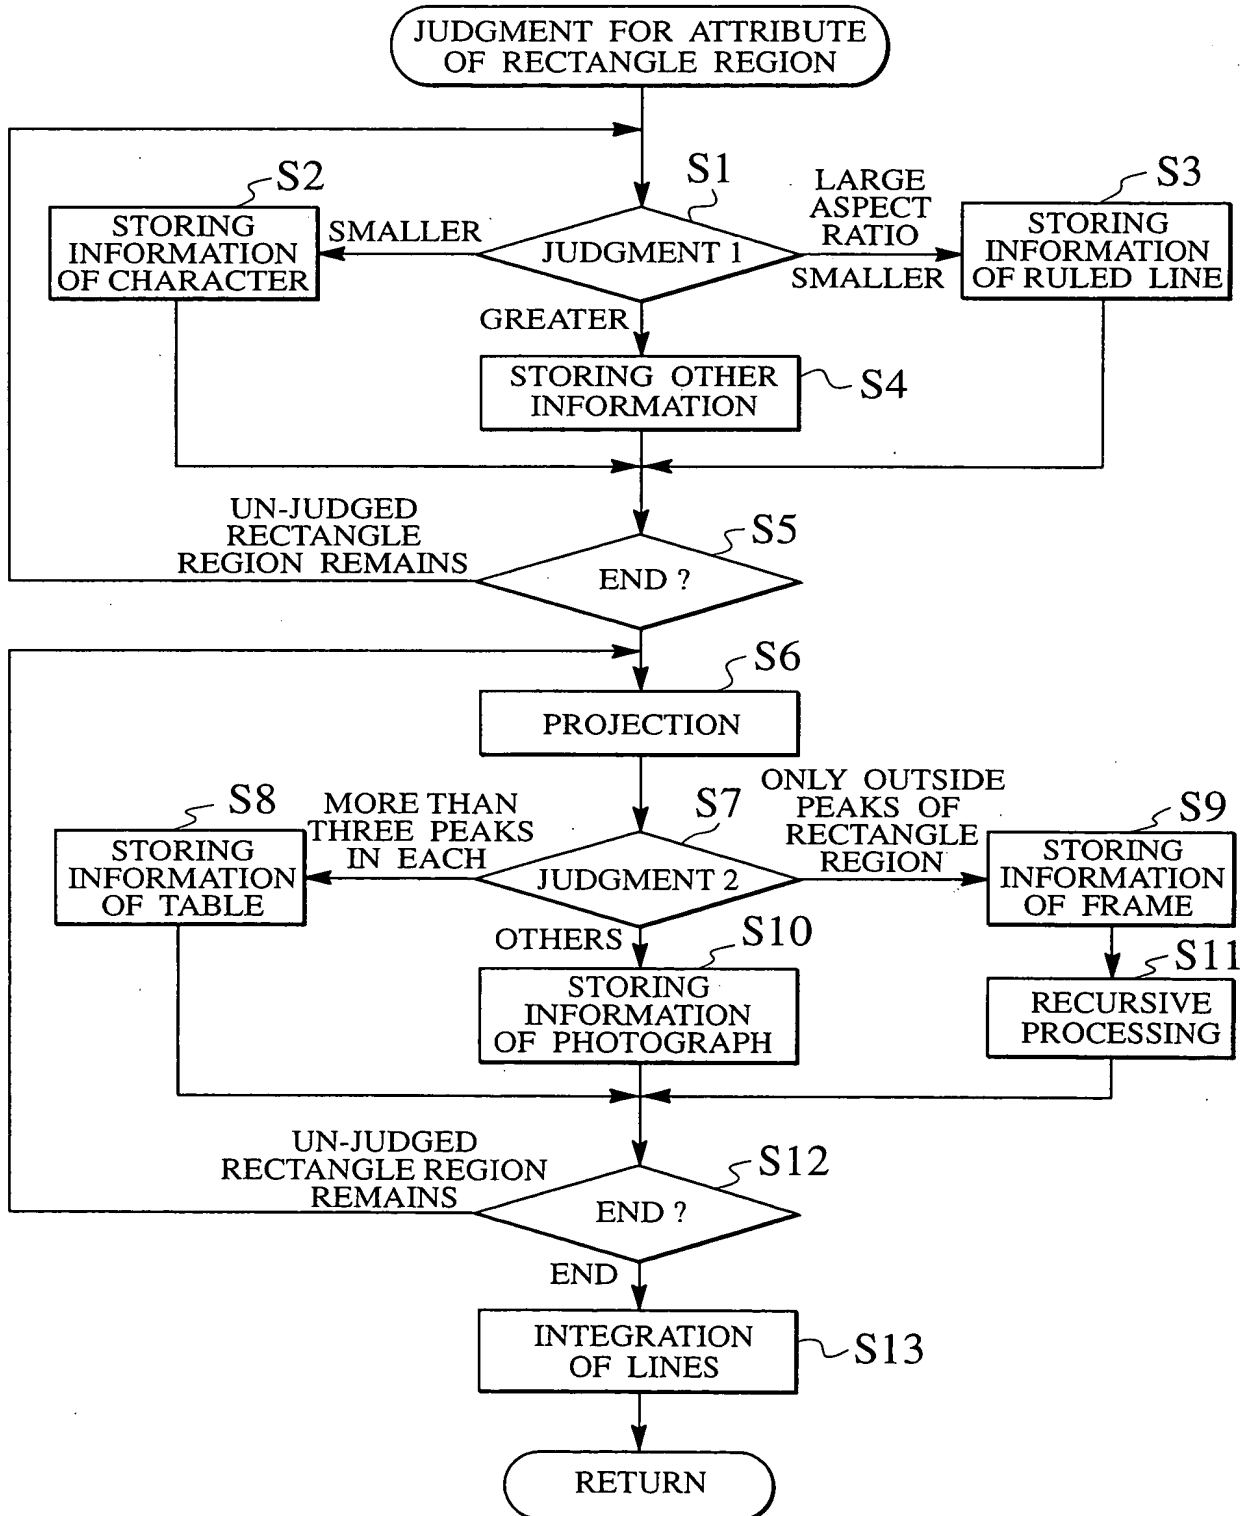 JUDGMENT FOR ATTRIBUTE
OF RECTANGLE REGION
S1
S2
LARGE
ASPECT
RATIO
S3
STORING
INFORMATION
OF CHARACTER
SMALLER
JUDGMENT 1
SMALLER
STORING
INFORMATION
OF RULED LINE
GREATER
STORING OTHER
INFORMATION
S4
UN-JUDGED
RECTANGLE
REGION REMAINS
S5
END ?
S6
PROJECTION
S8
MORE THAN
THREE PEAKS
IN EACH
S7
ONLY OUTSIDE
PEAKS OF
RECTANGLE
REGION
S9
STORING
INFORMATION
OF TABLE
JUDGMENT 2
STORING
INFORMATION
OF FRAME
OTHERS
S10
STORING
INFORMATION
OF PHOTOGRAPH
S11
RECURSIVE
PROCESSING
UN-JUDGED
RECTANGLE REGION
REMAINS
S12
END ?
END
INTEGRATION
OF LINES
S13
RETURN